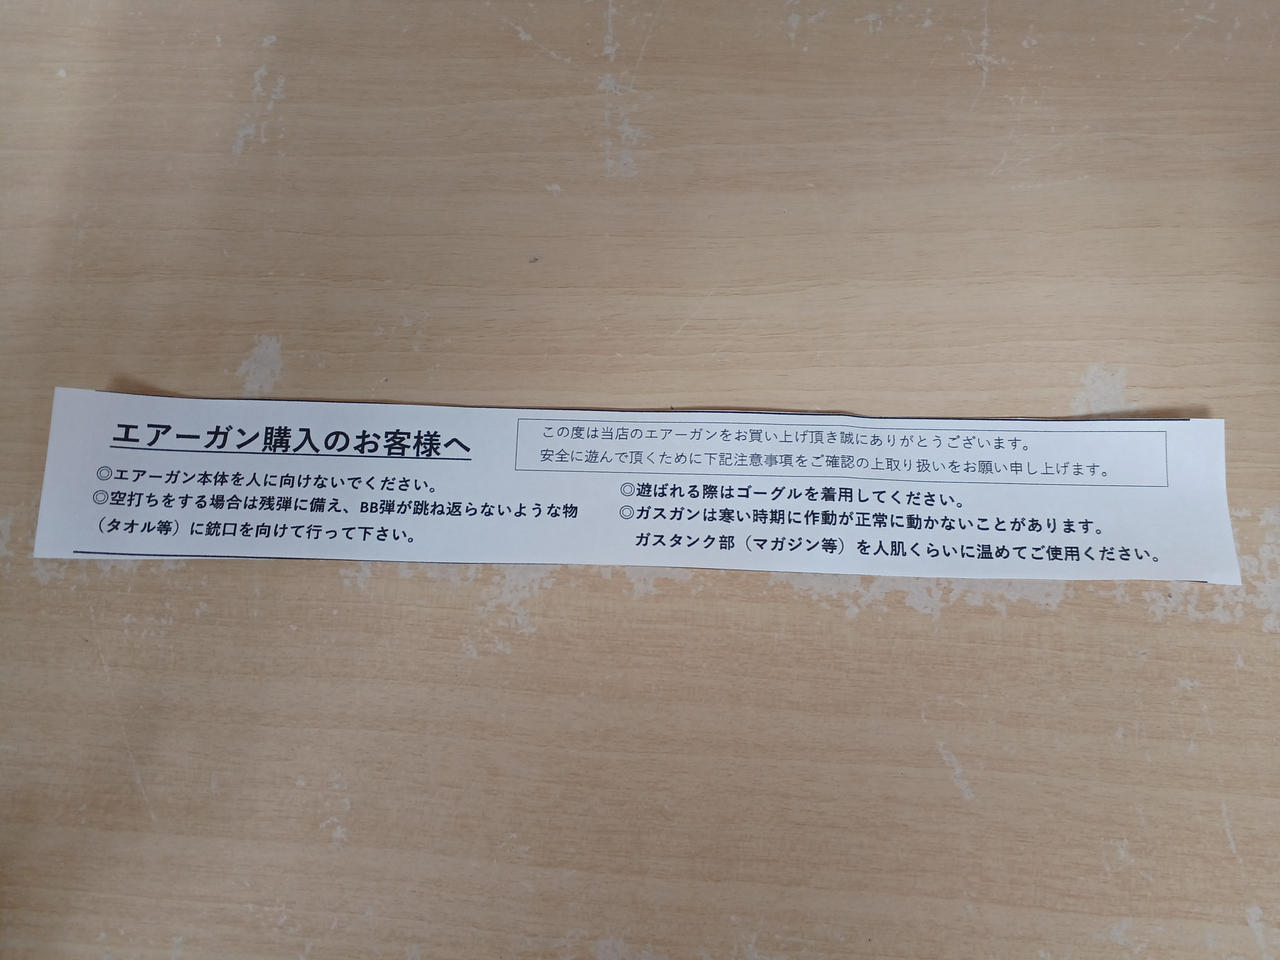 エアーガン購入のお客様へ
この度は当店のエアーガンをお買い上げ頂き誠にありがとうございます。
安全に遊んで頂くために下記注意事項をご確認の上取り扱いをお願い申し上げます。
◎エアーガン本体を人に向けないでください。
◎空打ちをする場合は残弾に備え、BB弾が跳ね返らないような物
（タオル等）に銃口を向けて行って下さい。
◎遊ばれる際はゴーグルを着用してください。
◎ガスガンは寒い時期に作動が正常に動かないことがあります。
ガスタンク部（マガジン等）を人肌くらいに温めてご使用ください。